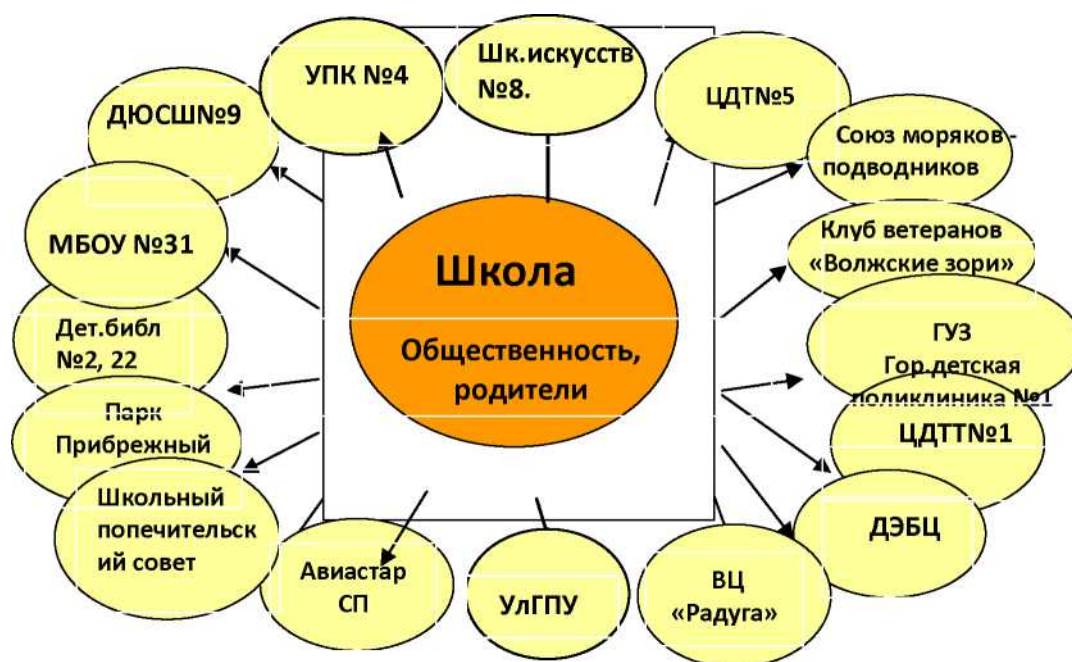 УПК №4
Шк.искусств
№8.
ЦДТ№5
ДЮСШ№9
Союз моряков -
подводников
МБОУ №31
Клуб ветеранов
«Волжские зори»
Школа
Общественность,
родители
Дет.библ
№2, 22
ГУЗ
Гор.детская
поликлиника №1
Парк
Прибрежный
ЦДТТ№1
Школьный
попечительск
ий совет
ДЭБЦ
Авиастар
СП
УлГПУ
ВЦ
«Радуга»